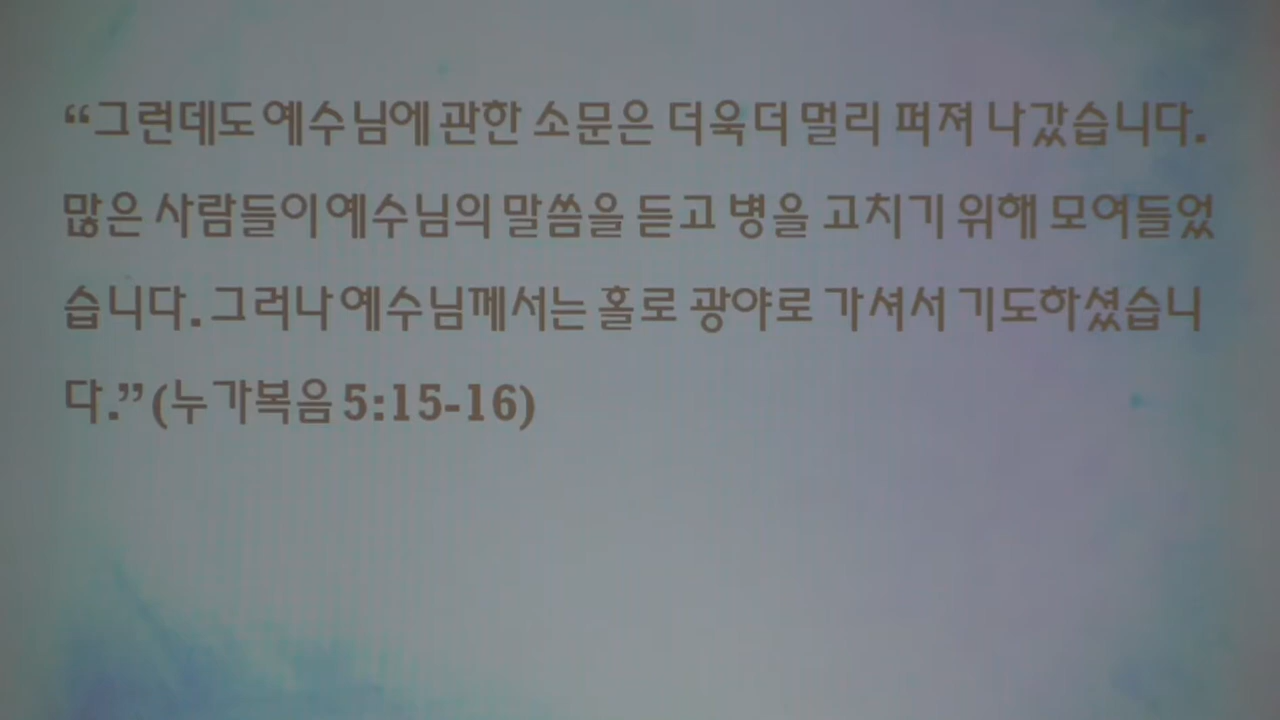 “그런데도 예수님에 관한 소문은 더욱 더 멀리 퍼져 나갔습니다.
많은 사람들이 예수님의 말씀을 듣고 병을 고치기 위해 모여들었
습니다. 그러나 예수님께서는 홀로 광야로 가셔서 기도하셨습니
다.” (누가복음 5:15-16)